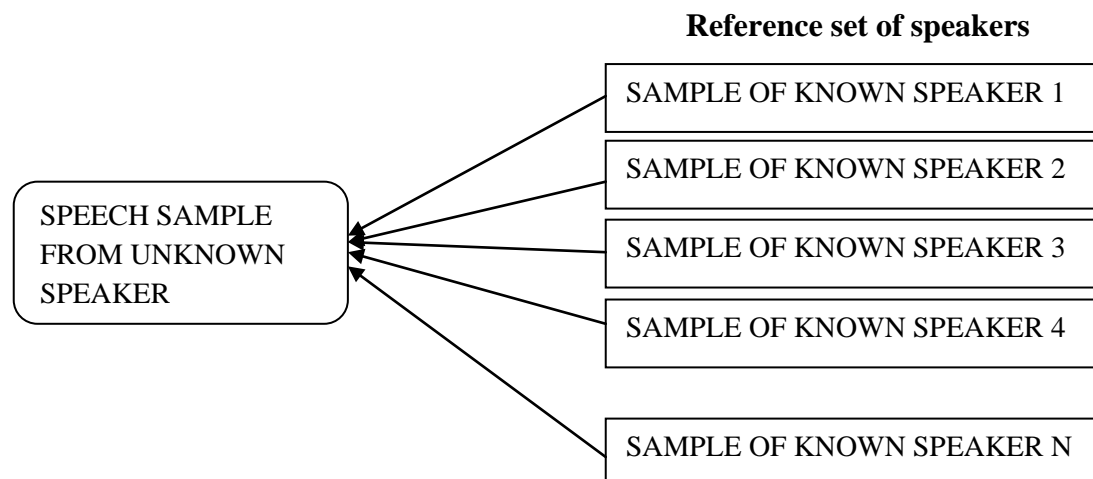 Reference set of speakers
SAMPLE OF KNOWN SPEAKER 1
SAMPLE OF KNOWN SPEAKER 2
SPEECH SAMPLE
FROM UNKNOWN
SPEAKER
SAMPLE OF KNOWN SPEAKER 3
SAMPLE OF KNOWN SPEAKER 4
SAMPLE OF KNOWN SPEAKER N